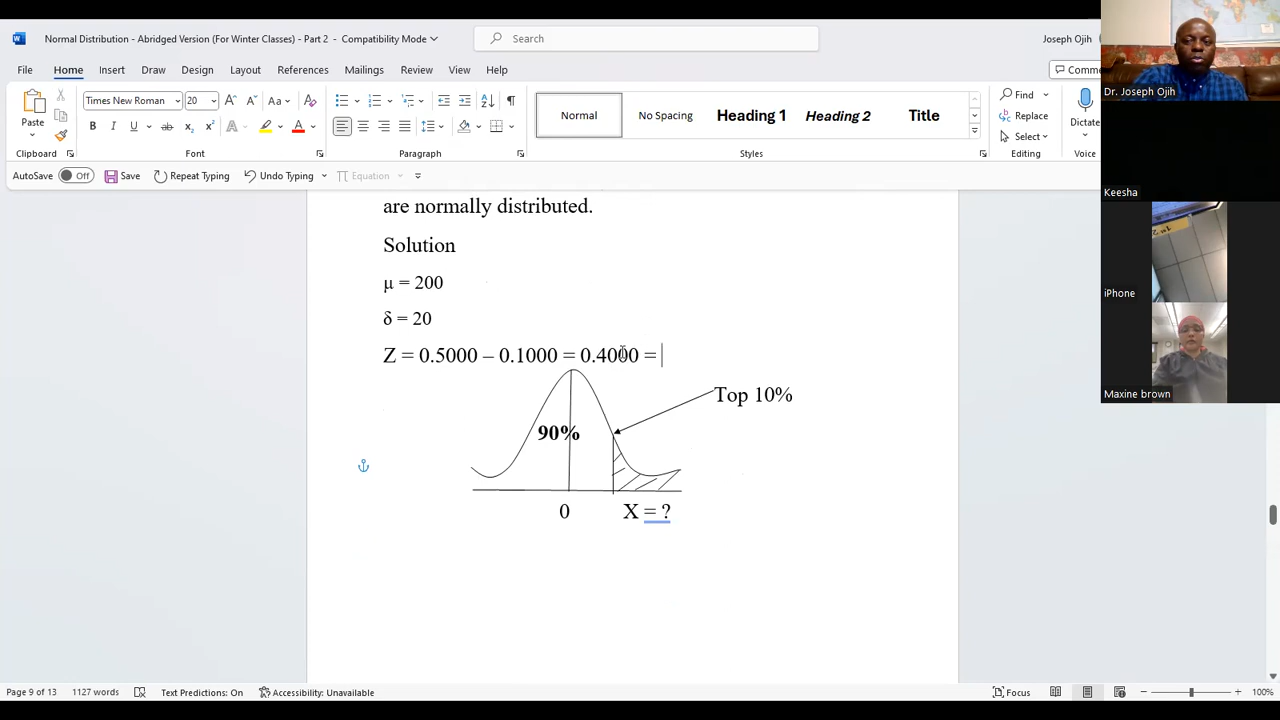 Normal Distribution - Abridged Version (For Winter Classes) - Part 2 - Compatibility Mode
Search
Joseph Ojih
File Home Insert Draw Design Layout References Mailings Review View Help
Comme
Paste
Times New Roman 20
Normal
No Spacing
Heading 1
Heading 2
Title
Find
Replace
Select
Dictate
Clipboard Font Paragraph Styles Editing Voice
AutoSave Off Save Repeat Typing Undo Typing Equation
are normally distributed.
Solution
μ = 200
δ = 20
Z = 0.5000 – 0.1000 = 0.4000 =
Top 10%
90%
0 X = ?
Page 9 of 13 1127 words Text Predictions: On Accessibility: Unavailable Focus 100%
Dr. Joseph Ojih
Keesha
iPhone
Maxine brown